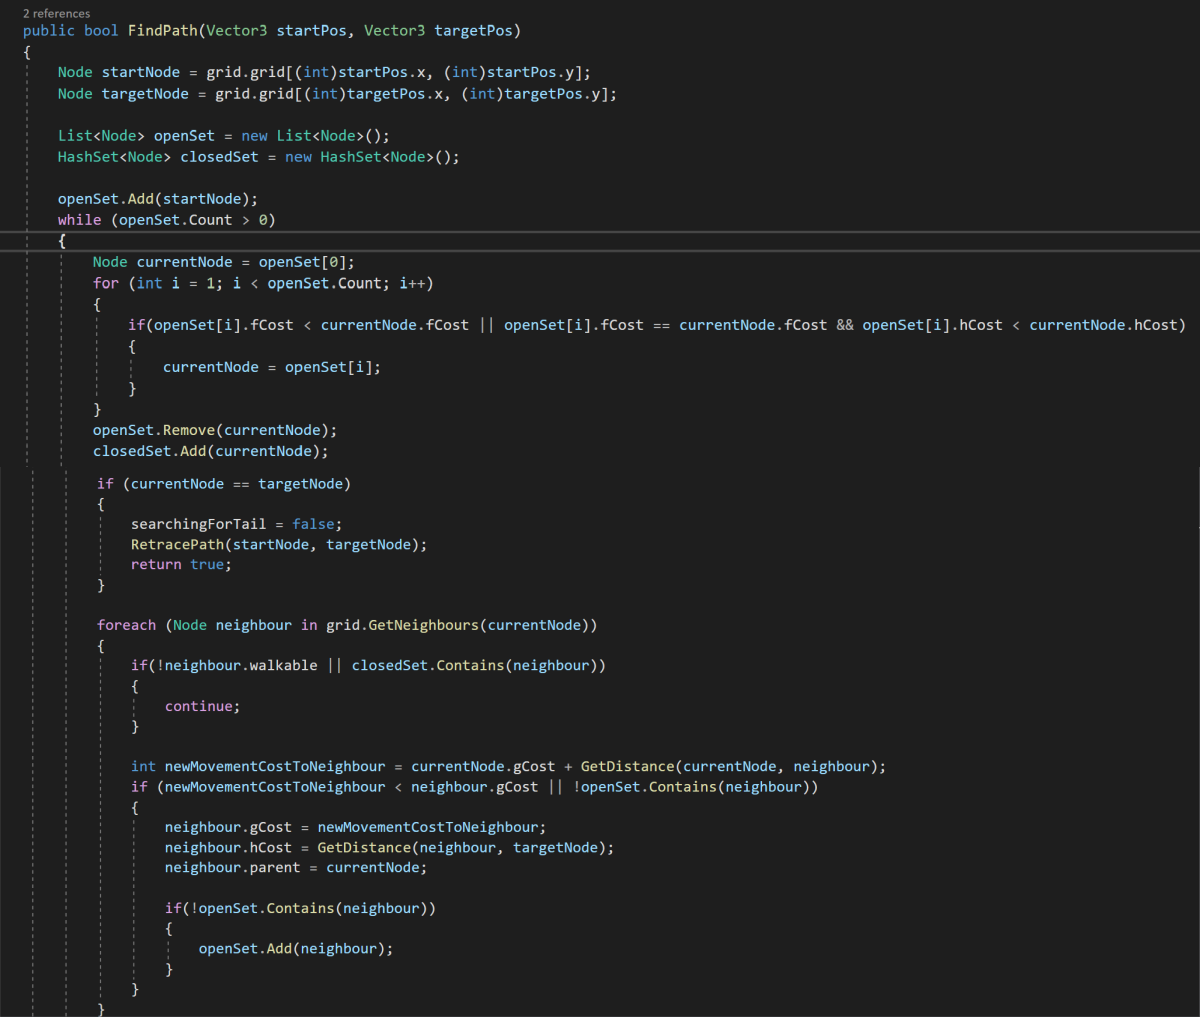 2 references
public bool FindPath(Vector3 startPos, Vector3 targetPos)
{
    Node startNode = grid.grid[(int)startPos.x, (int)startPos.y];
    Node targetNode = grid.grid[(int)targetPos.x, (int)targetPos.y];

    List<Node> openSet = new List<Node>();
    HashSet<Node> closedSet = new HashSet<Node>();

    openSet.Add(startNode);
    while (openSet.Count > 0)
    {
        Node currentNode = openSet[0];
        for (int i = 1; i < openSet.Count; i++)
        {
            if(openSet[i].fCost < currentNode.fCost || openSet[i].fCost == currentNode.fCost && openSet[i].hCost < currentNode.hCost)
            {
                currentNode = openSet[i];
            }
        }
        openSet.Remove(currentNode);
        closedSet.Add(currentNode);

        if (currentNode == targetNode)
        {
            searchingForTail = false;
            RetracePath(startNode, targetNode);
            return true;
        }

        foreach (Node neighbour in grid.GetNeighbours(currentNode))
        {
            if(!neighbour.walkable || closedSet.Contains(neighbour))
            {
                continue;
            }

            int newMovementCostToNeighbour = currentNode.gCost + GetDistance(currentNode, neighbour);
            if (newMovementCostToNeighbour < neighbour.gCost || !openSet.Contains(neighbour))
            {
                neighbour.gCost = newMovementCostToNeighbour;
                neighbour.hCost = GetDistance(neighbour, targetNode);
                neighbour.parent = currentNode;

                if(!openSet.Contains(neighbour))
                {
                    openSet.Add(neighbour);
                }
            }
        }